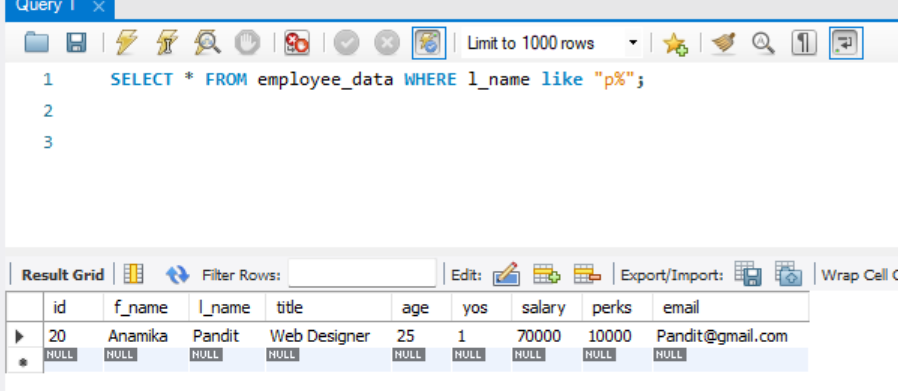 Query 1
Limit to 1000 rows
1 SELECT * FROM employee_data WHERE l_name like "p%";
2
3
Result Grid Filter Rows: Edit: Export/Import: Wrap Cell C
id f_name l_name title age yos salary perks email
20 Anamika Pandit Web Designer 25 1 70000 10000 Pandit@gmail.com
NULL NULL NULL NULL NULL NULL NULL NULL NULL